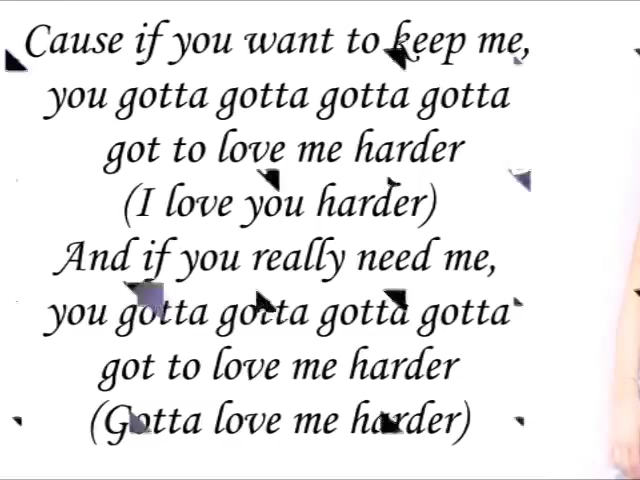 Cause if you want to keep me,
you gotta gotta gotta gotta
got to love me harder
(I love you harder)
And if you really need me,
you gotta gotta gotta gotta
got to love me harder
(Gotta love me harder)